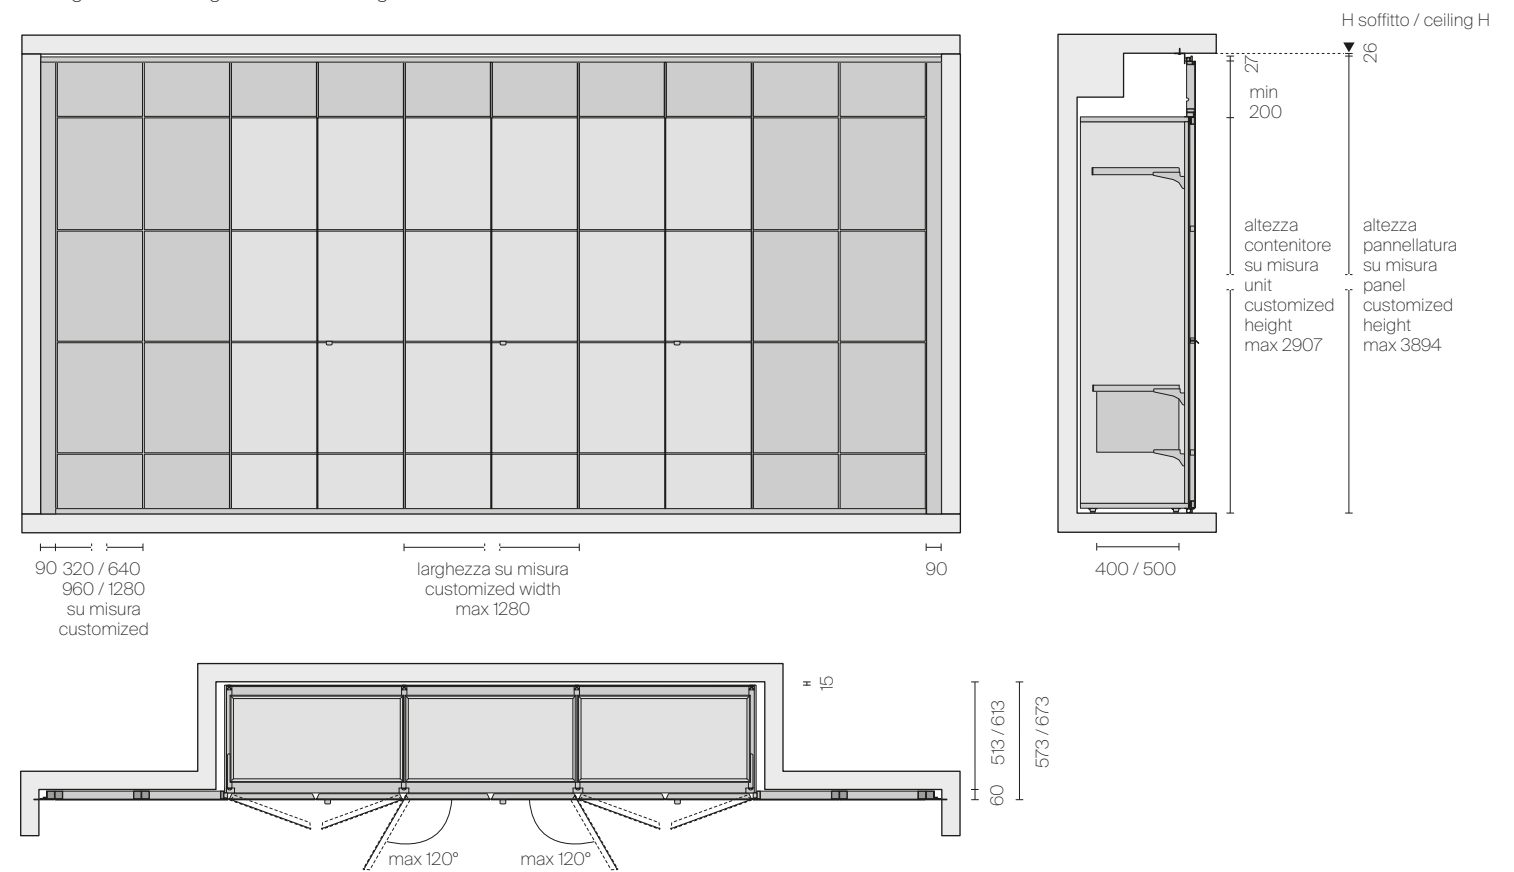 H soffitto / ceiling H
26
27
min
200
altezza
contenitore
su misura
unit
customized
height
max 2907
altezza
pannellatura
su misura
panel
customized
height
max 3894
90 320 / 640
960 / 1280
su misura
customized
larghezza su misura
customized width
max 1280
90
400 / 500
15
513 / 613
573 / 673
60
max 120°
max 120°